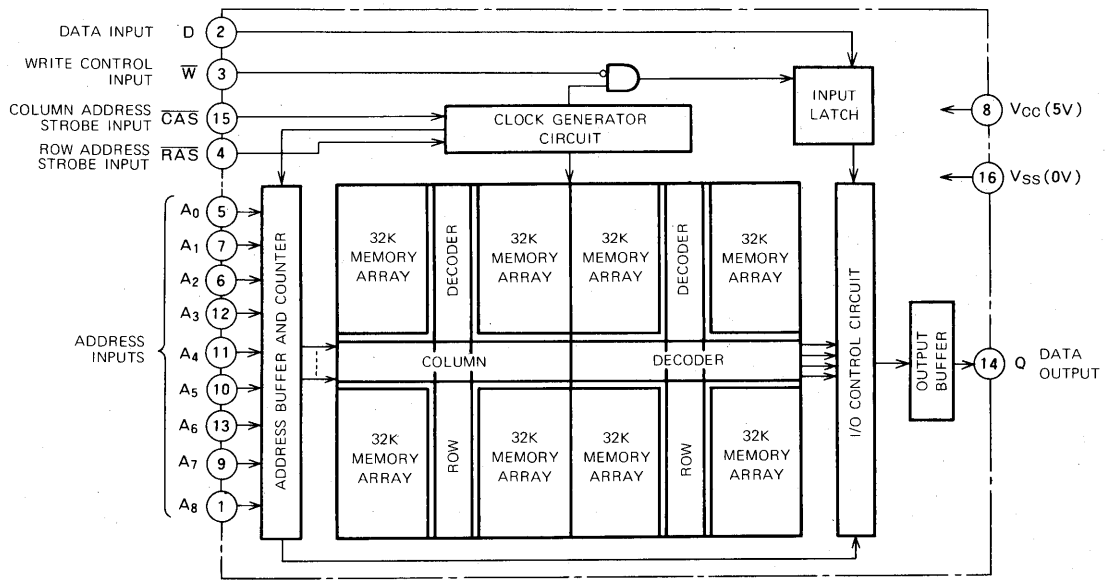 DATA INPUT D 2
WRITE CONTROL
INPUT W̅ 3
COLUMN ADDRESS
STROBE INPUT C̅A̅S̅ 15
ROW ADDRESS
STROBE INPUT R̅A̅S̅ 4
CLOCK GENERATOR
CIRCUIT
INPUT
LATCH
8 VCC (5V)
16 VSS (0V)
ADDRESS
INPUTS
A0 5
A1 7
A2 6
A3 12
A4 11
A5 10
A6 13
A7 9
A8 1
ADDRESS BUFFER AND COUNTER
32K
MEMORY
ARRAY
DECODER
32K
MEMORY
ARRAY
32K
MEMORY
ARRAY
DECODER
32K
MEMORY
ARRAY
COLUMN DECODER
32K
MEMORY
ARRAY
ROW
32K
MEMORY
ARRAY
32K
MEMORY
ARRAY
ROW
32K
MEMORY
ARRAY
I/O CONTROL CIRCUIT
OUTPUT
BUFFER
14 Q DATA
OUTPUT